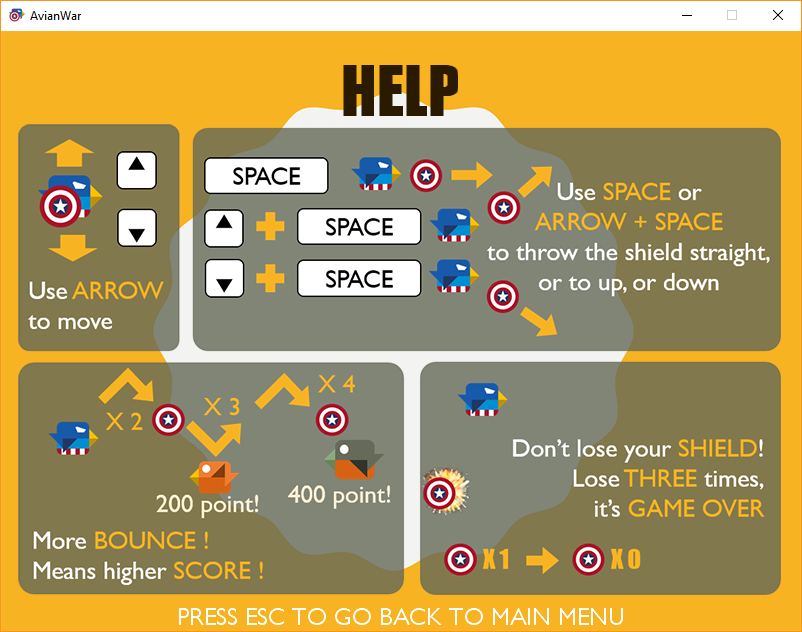 AvianWar
HELP
Use ARROW
to move
SPACE
SPACE
SPACE
Use SPACE or
ARROW + SPACE
to throw the shield straight,
or to up, or down
X 2
X 3
X 4
200 point!
400 point!
More BOUNCE !
Means higher SCORE !
Don't lose your SHIELD!
Lose THREE times,
it's GAME OVER
X1
X0
PRESS ESC TO GO BACK TO MAIN MENU